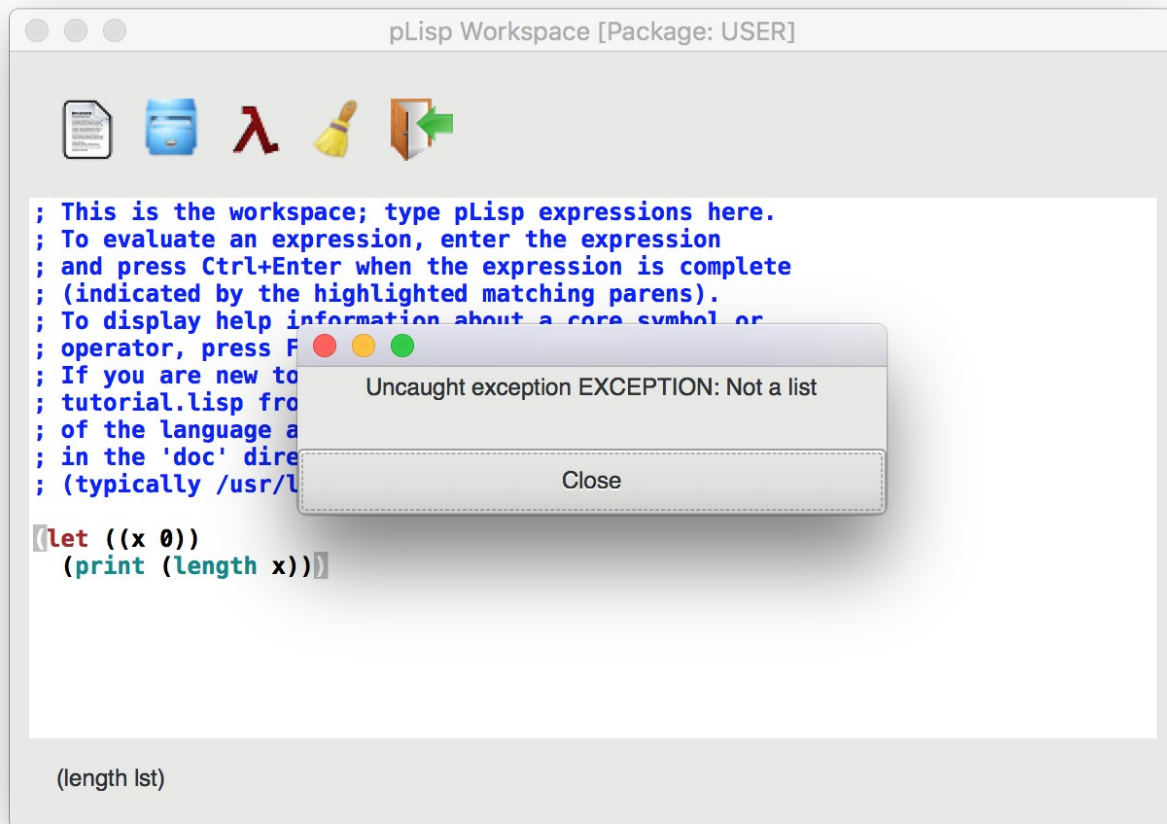 pLisp Workspace [Package: USER]
; This is the workspace; type pLisp expressions here.
; To evaluate an expression, enter the expression
; and press Ctrl+Enter when the expression is complete
; (indicated by the highlighted matching parens).
; To display help information about a core symbol or
; operator, press F
; If you are new to
; tutorial.lisp fro
; of the language a
; in the 'doc' dire
; (typically /usr/l
Uncaught exception EXCEPTION: Not a list
Close
(let ((x 0))
(print (length x)))
(length lst)